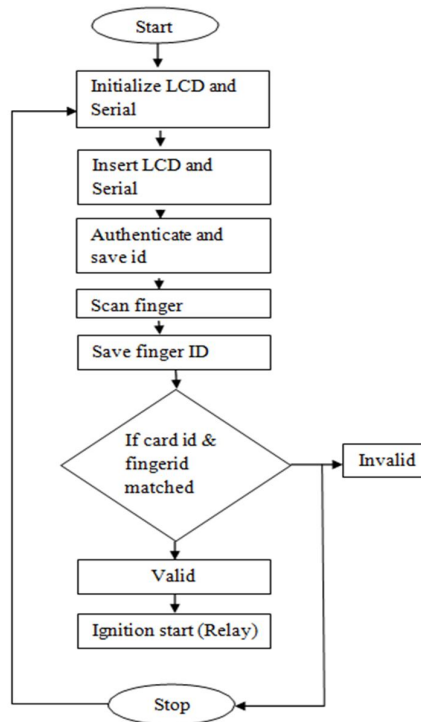 Start
Initialize LCD and
Serial
Insert LCD and
Serial
Authenticate and
save id
Scan finger
Save finger ID
If card id &
fingerid
matched
Invalid
Valid
Ignition start (Relay)
Stop